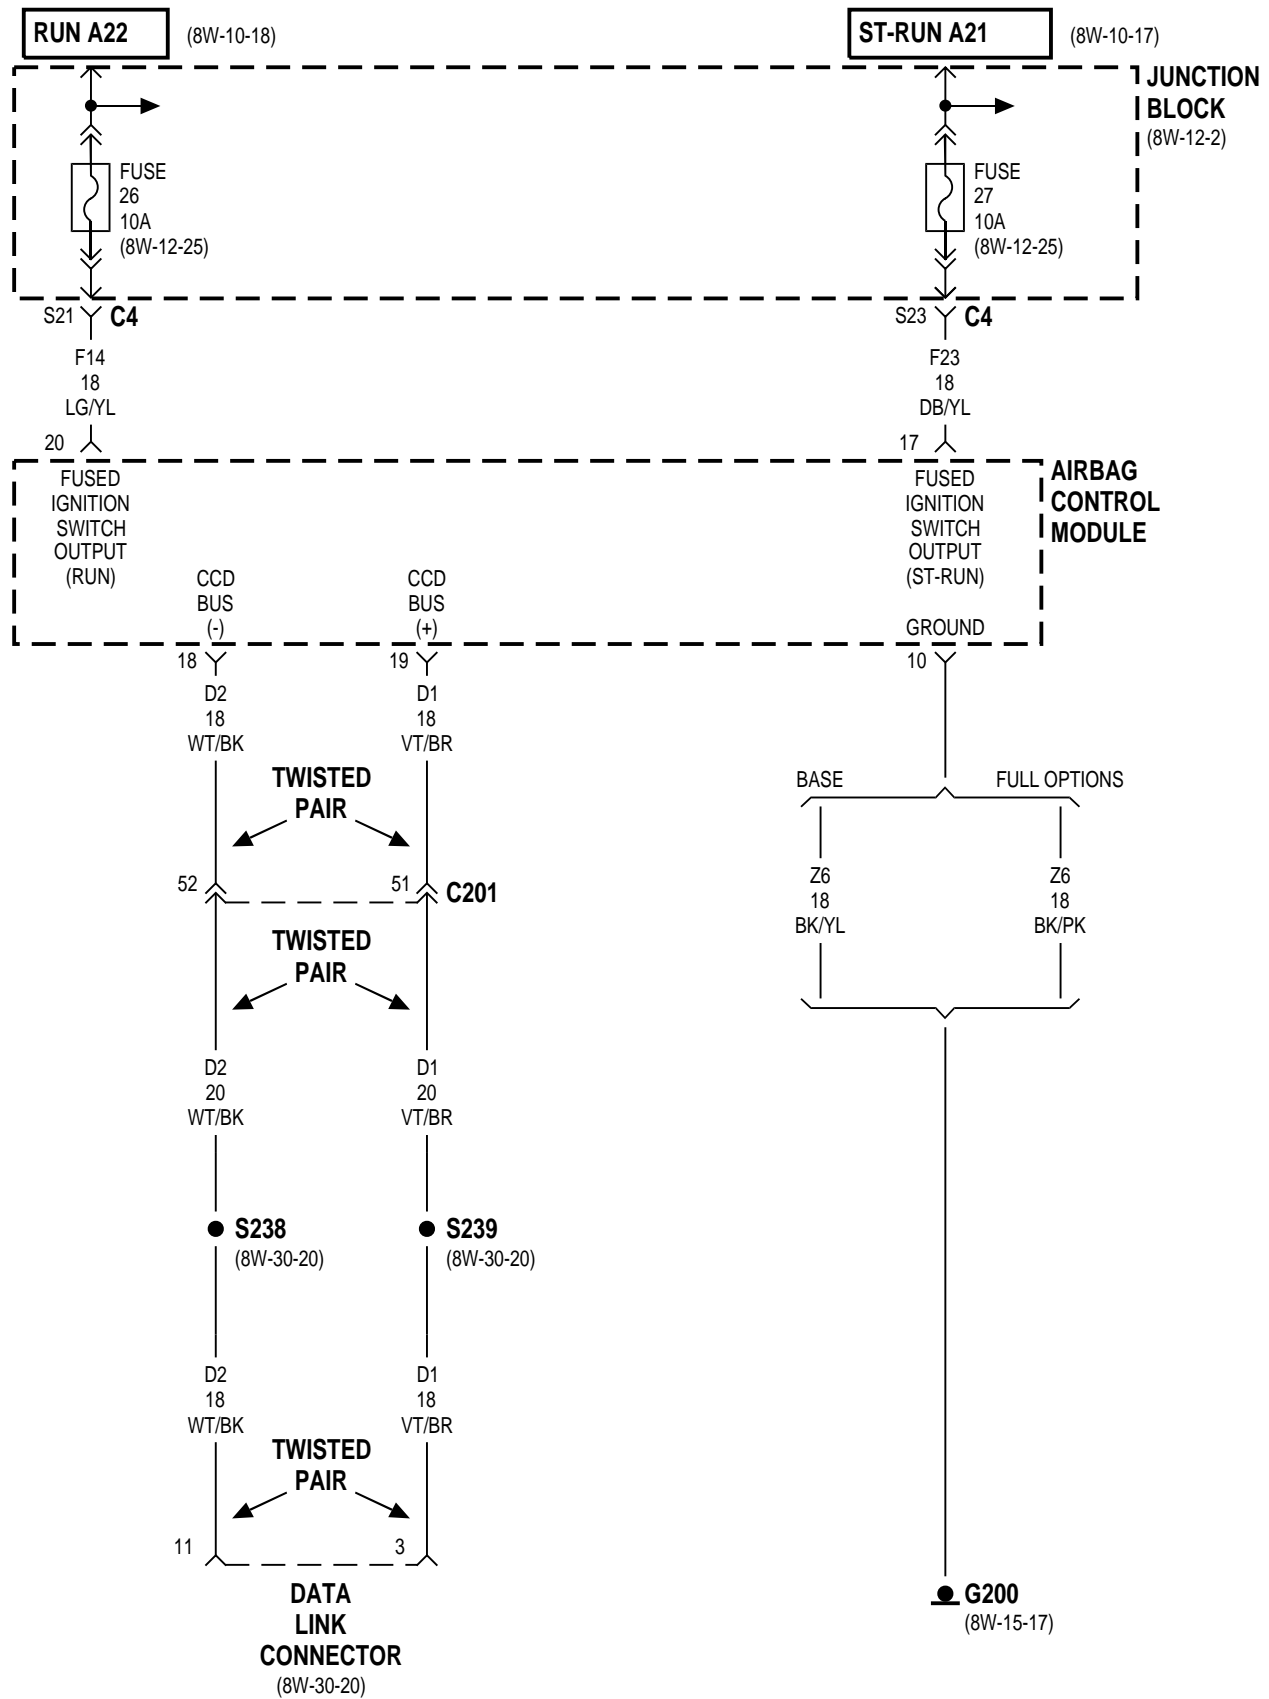 RUN A22
(8W-10-18)
ST-RUN A21
(8W-10-17)
JUNCTION
BLOCK
(8W-12-2)
FUSE
26
10A
(8W-12-25)
FUSE
27
10A
(8W-12-25)
S21
C4
S23
C4
F14
18
LG/YL
F23
18
DB/YL
20
17
FUSED
IGNITION
SWITCH
OUTPUT
(RUN)
FUSED
IGNITION
SWITCH
OUTPUT
(ST-RUN)
AIRBAG
CONTROL
MODULE
CCD
BUS
(-)
CCD
BUS
(+)
GROUND
18
19
10
D2
18
WT/BK
D1
18
VT/BR
TWISTED
PAIR
BASE
FULL OPTIONS
Z6
18
BK/YL
Z6
18
BK/PK
52
51
C201
TWISTED
PAIR
D2
20
WT/BK
D1
20
VT/BR
S238
(8W-30-20)
S239
(8W-30-20)
D2
18
WT/BK
D1
18
VT/BR
TWISTED
PAIR
11
3
DATA
LINK
CONNECTOR
(8W-30-20)
G200
(8W-15-17)